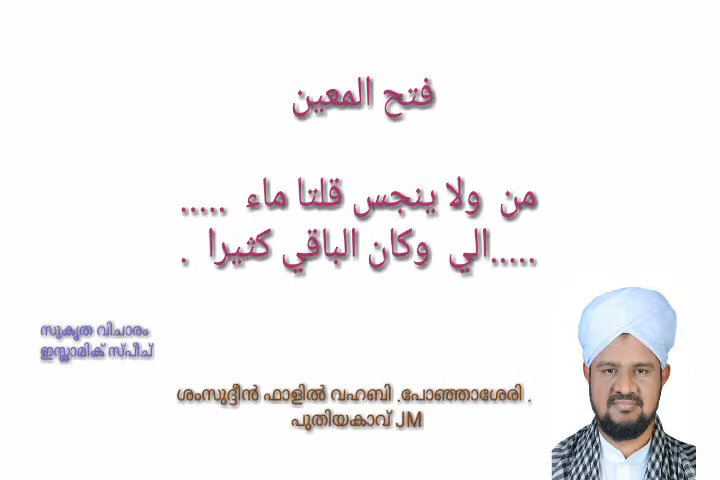 فتح المعين
من ولا ينجس قلتا ماء .....
.....الي وكان الباقي كثيرا .
സുകൃത വിചാരം
ഇസ്ലാമിക് സ്പീച്
ശംസുദ്ദീൻ ഫാളിൽ വഹബി .പോഞ്ഞാശേരി .
പുതിയകാവ് JM